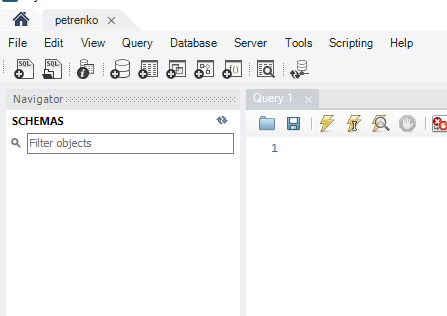 petrenko
File Edit View Query Database Server Tools Scripting Help
SQL SQL
Navigator
SCHEMAS
Filter objects
Query 1
1